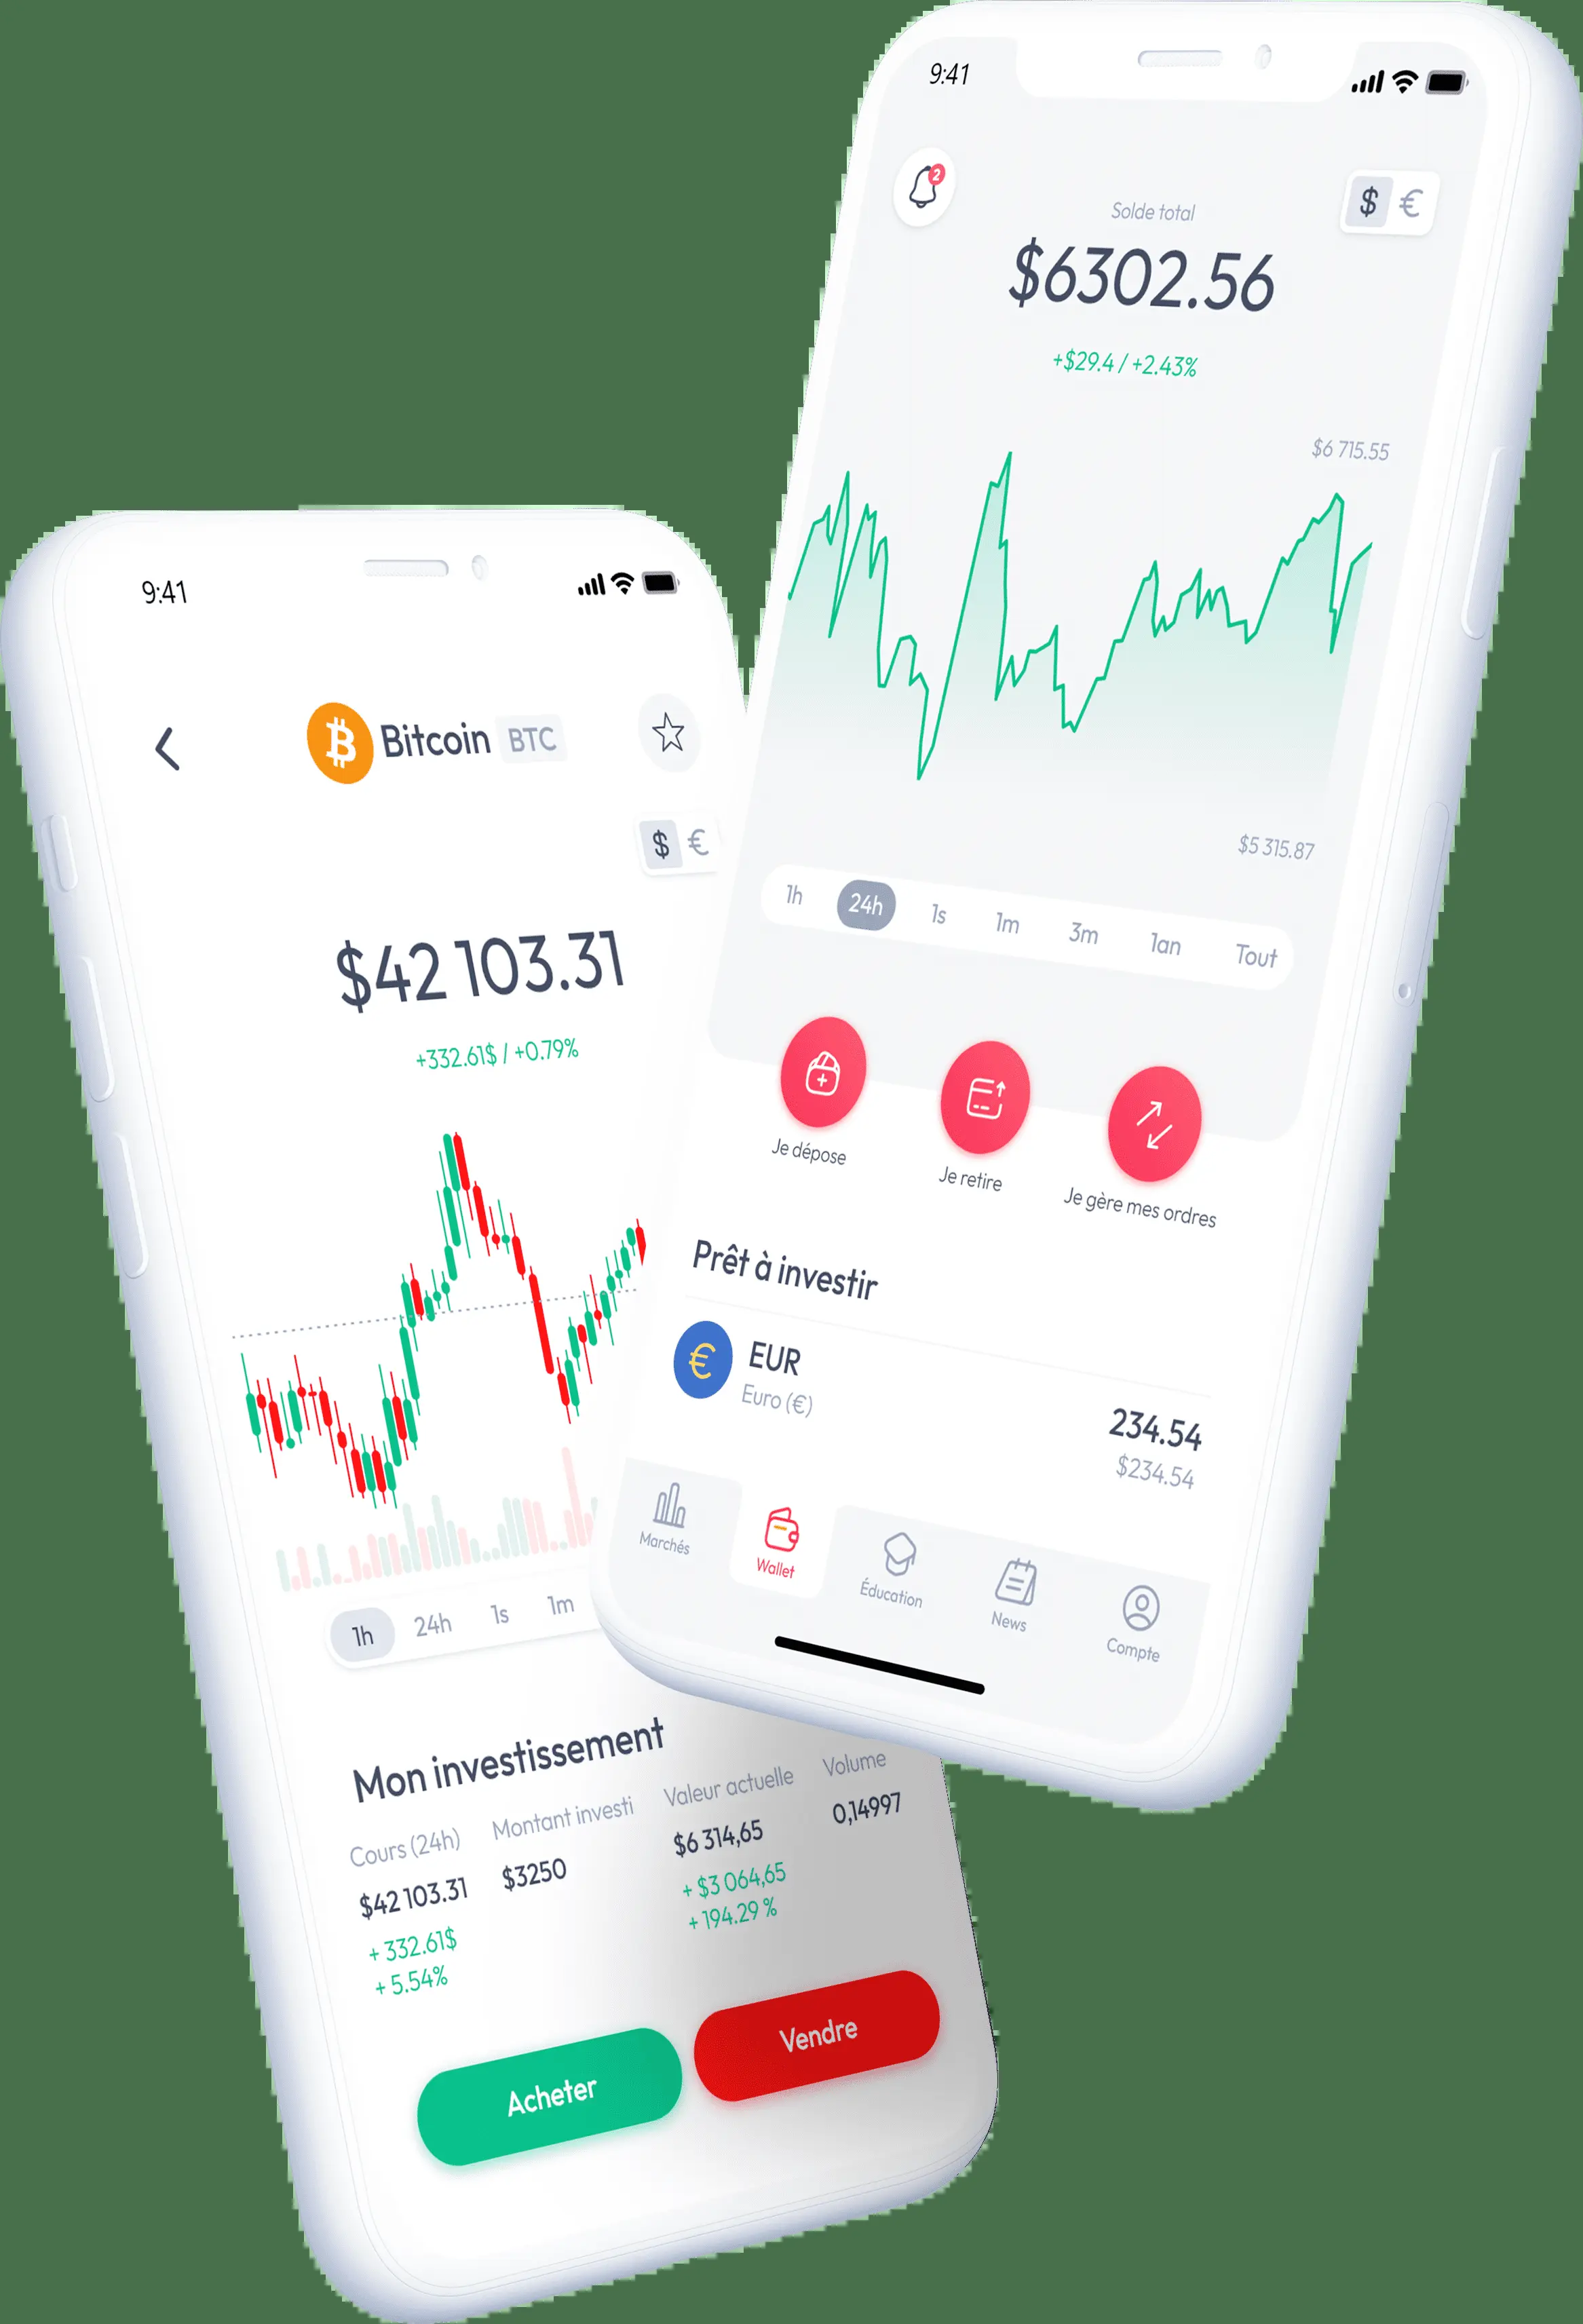 9:41
2
$ €
Solde total
$6302.56
+$29.4 / +2.43%
$6 715.55
$5 315.87
1h 24h 1s 1m 3m 1an Tout
Je dépose Je retire Je gère mes ordres
Prêt à investir
€ EUR
Euro (€)
234.54
$234.54
Marchés Wallet Éducation News Compte
9:41
Bitcoin BTC
$ €
$42 103.31
+332.61$ / +0.79%
1h 24h 1s 1m
Mon investissement
Cours (24h) Montant investi Valeur actuelle Volume
$42 103.31 $3250 $6 314,65 0,14997
+ 332.61$ + $3 064,65
+ 5.54% + 194.29 %
Acheter Vendre